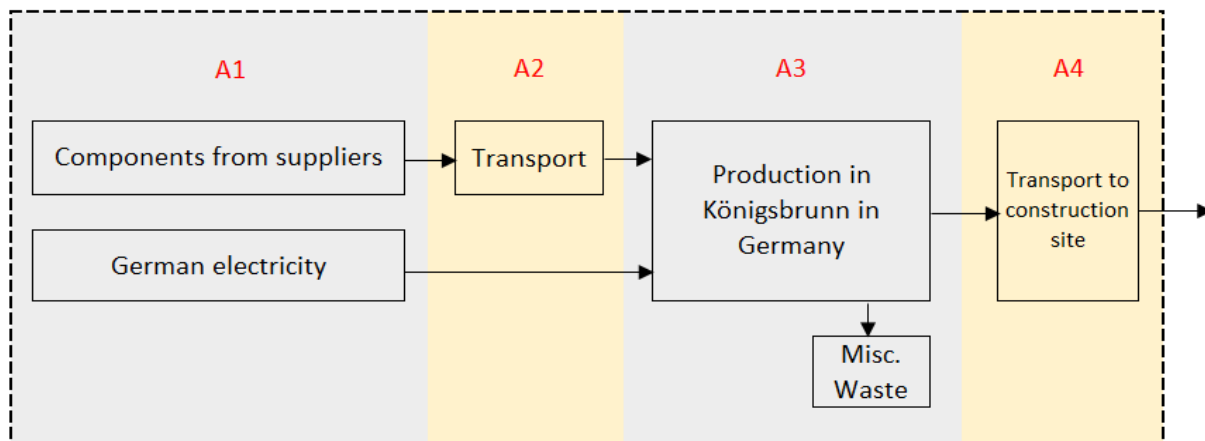 A1
A2
A3
A4
Components from suppliers
Transport
Production in
Königsbrunn in
Germany
Transport to
construction
site
German electricity
Misc.
Waste